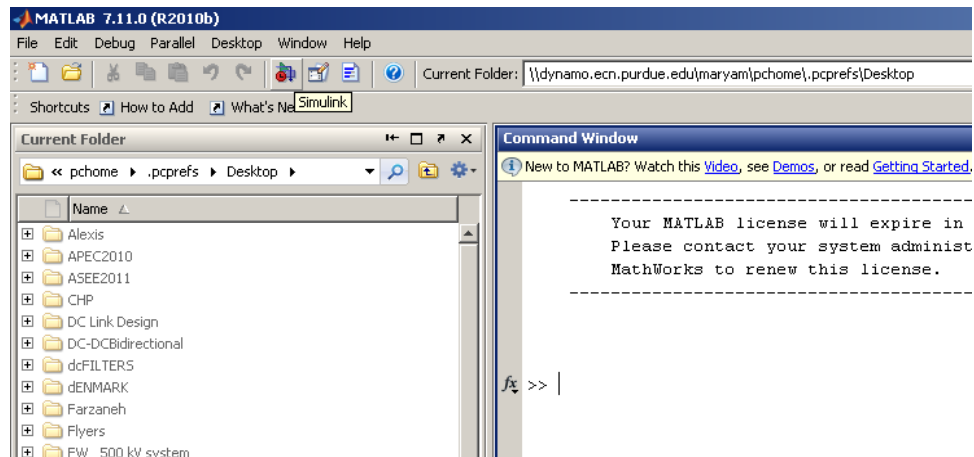 MATLAB 7.11.0 (R2010b)
File Edit Debug Parallel Desktop Window Help
Current Folder: \\dynamo.ecn.purdue.edu\maryam\pchome\.pcprefs\Desktop
Shortcuts How to Add What's Ne
Simulink
Current Folder
« pchome .pcprefs Desktop
Name
Alexis
APEC2010
ASEE2011
CHP
DC Link Design
DC-DCBidirectional
dcFILTERS
dENMARK
Farzaneh
Flyers
FW_ 500 kV system
Command Window
New to MATLAB? Watch this Video, see Demos, or read Getting Started.
----------------------------------------
Your MATLAB license will expire in
Please contact your system administ
MathWorks to renew this license.
----------------------------------------
fx >>